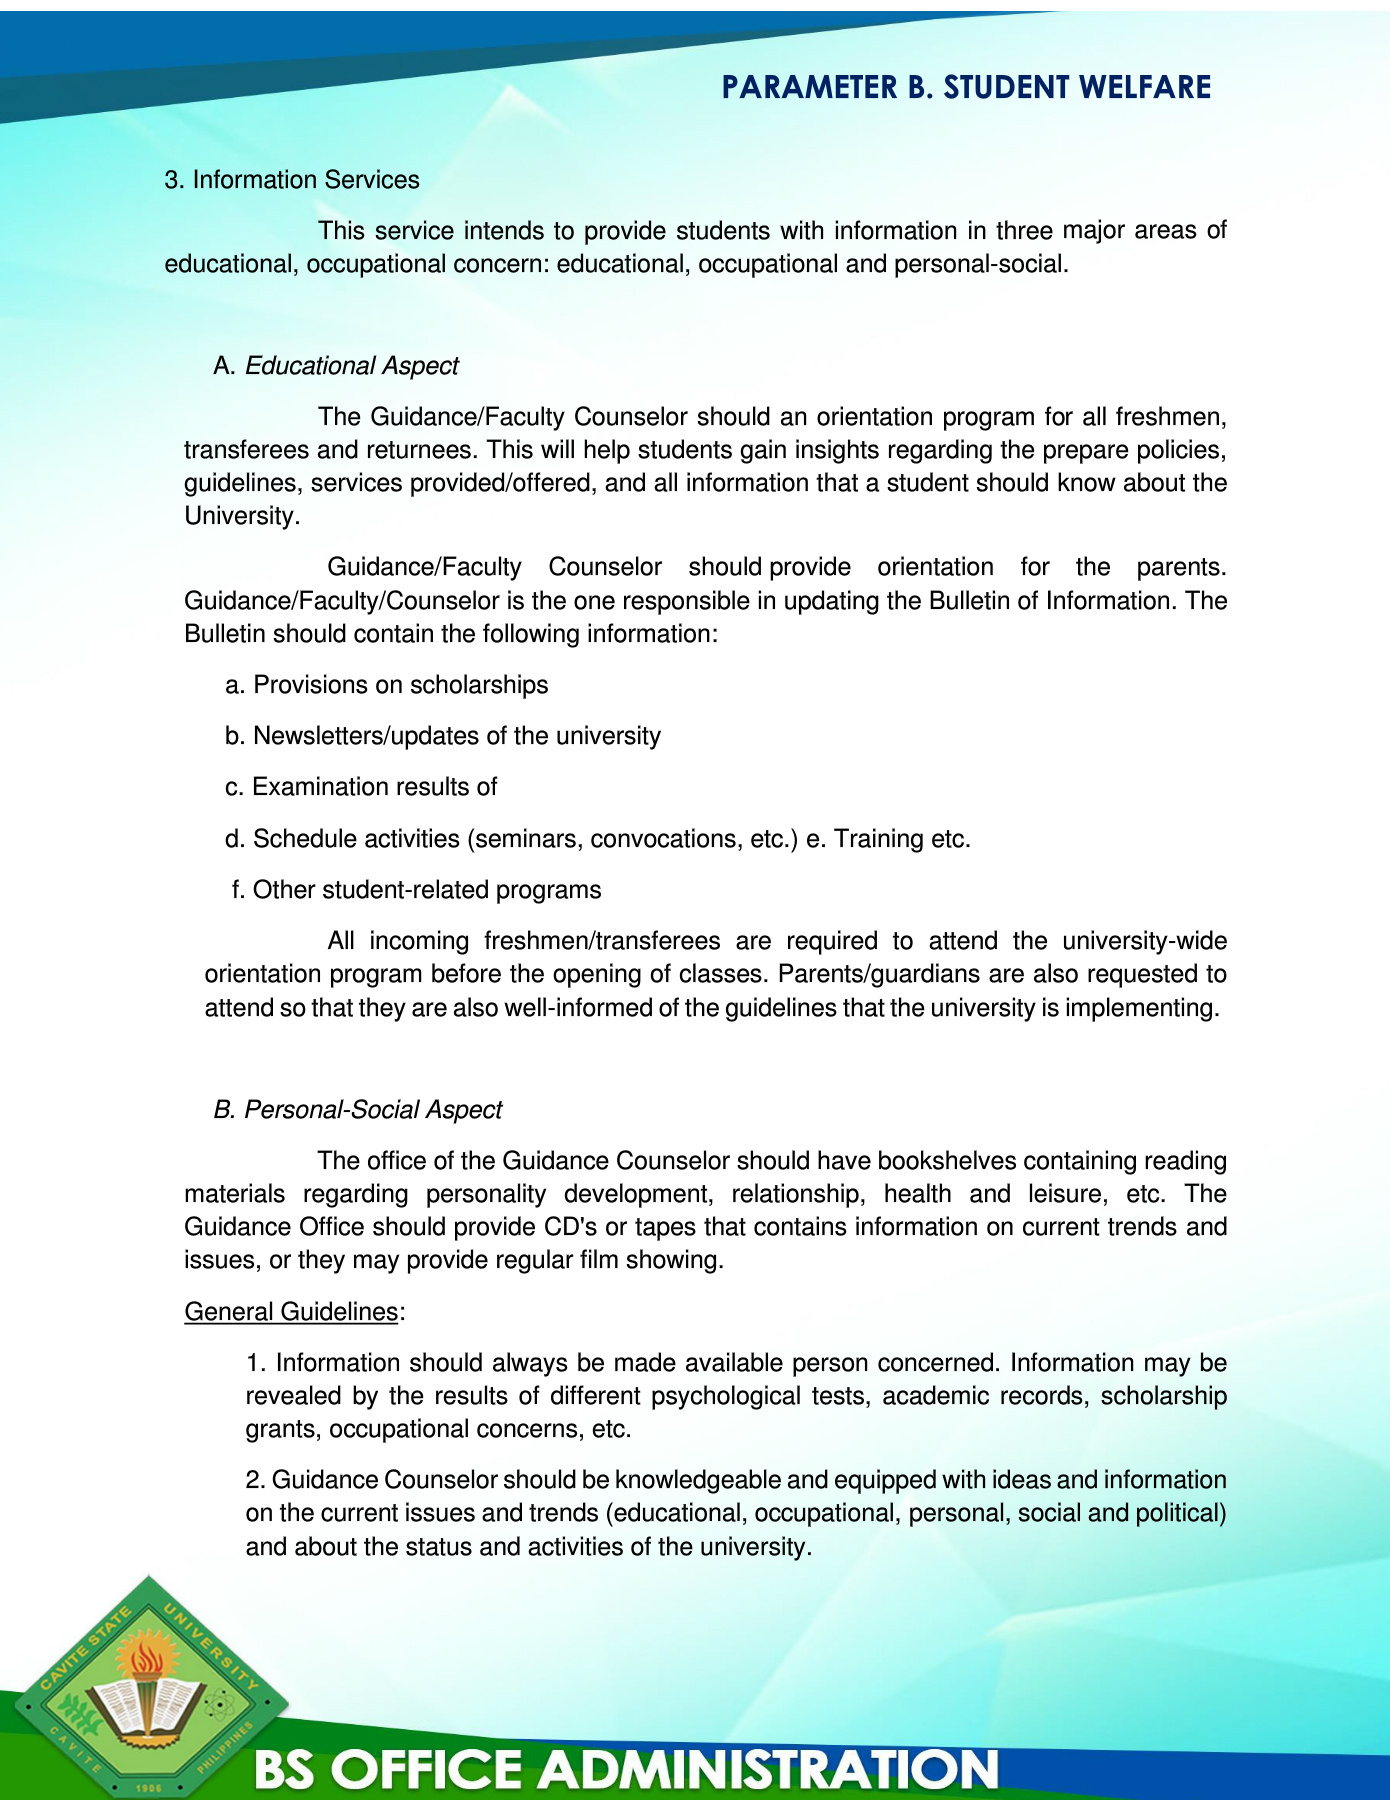 PARAMETER B. STUDENT WELFARE
3. Information Services
This service intends to provide students with information in three major areas of
educational, occupational concern: educational, occupational and personal-social.
A. Educational Aspect
The Guidance/Faculty Counselor should an orientation program for all freshmen,
transferees and returnees. This will help students gain insights regarding the prepare policies,
guidelines, services provided/offered, and all information that a student should know about the
University.
Guidance/Faculty Counselor should provide orientation for the parents.
Guidance/Faculty/Counselor is the one responsible in updating the Bulletin of Information. The
Bulletin should contain the following information:
a. Provisions on scholarships
b. Newsletters/updates of the university
c. Examination results of
d. Schedule activities (seminars, convocations, etc.) e. Training etc.
f. Other student-related programs
All incoming freshmen/transferees are required to attend the university-wide
orientation program before the opening of classes. Parents/guardians are also requested to
attend so that they are also well-informed of the guidelines that the university is implementing.
B. Personal-Social Aspect
The office of the Guidance Counselor should have bookshelves containing reading
materials regarding personality development, relationship, health and leisure, etc. The
Guidance Office should provide CD's or tapes that contains information on current trends and
issues, or they may provide regular film showing.
General Guidelines:
1. Information should always be made available person concerned. Information may be
revealed by the results of different psychological tests, academic records, scholarship
grants, occupational concerns, etc.
2. Guidance Counselor should be knowledgeable and equipped with ideas and information
on the current issues and trends (educational, occupational, personal, social and political)
and about the status and activities of the university.
CAVITE STATE UNIVERSITY
CAVITE 1906 PHILIPPINES
BS OFFICE ADMINISTRATION